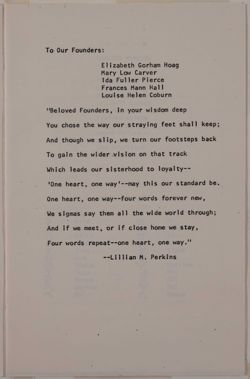 To Our Founders:
Elizabeth Gorham Hoag
Mary Low Carver
Ida Fuller Pierce
Frances Mann Hall
Louise Helen Coburn
"Beloved Founders, in your wisdom deep
You chose the way our straying feet shall keep;
And though we slip, we turn our footsteps back
To gain the wider vision on that track
Which leads our sisterhood to loyalty--
'One heart, one way'--may this our standard be.
One heart, one way--four words forever new,
We sigmas say them all the wide world through;
And if we meet, or if close home we stay,
Four words repeat--one heart, one way."
--Lillian M. Perkins